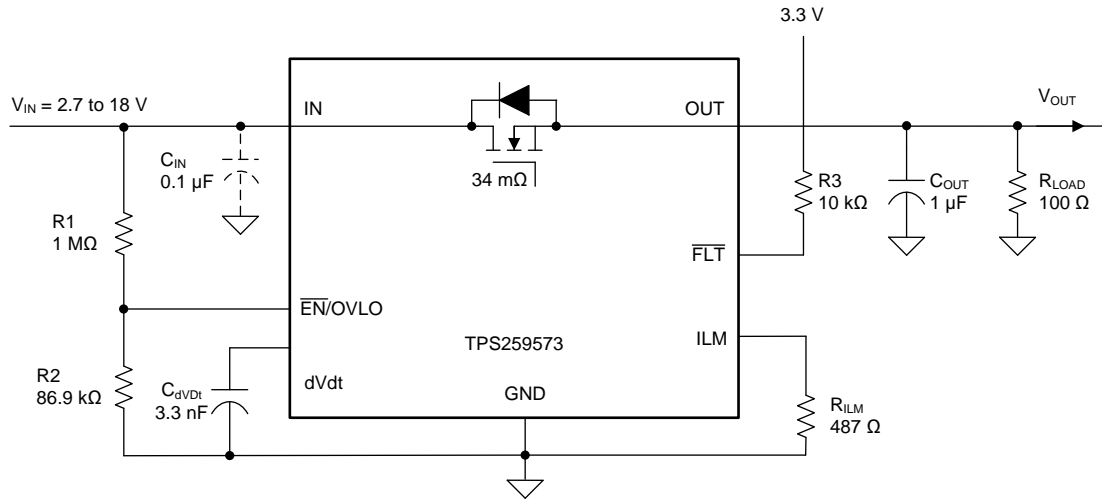 3.3 V
V_IN = 2.7 to 18 V
IN
OUT
V_OUT
C_IN
0.1 µF
34 mΩ
R1
1 MΩ
R3
10 kΩ
C_OUT
1 µF
R_LOAD
100 Ω
FLT
EN/OVLO
ILM
TPS259573
R2
86.9 kΩ
C_dVDt
3.3 nF
dVdt
GND
R_ILM
487 Ω